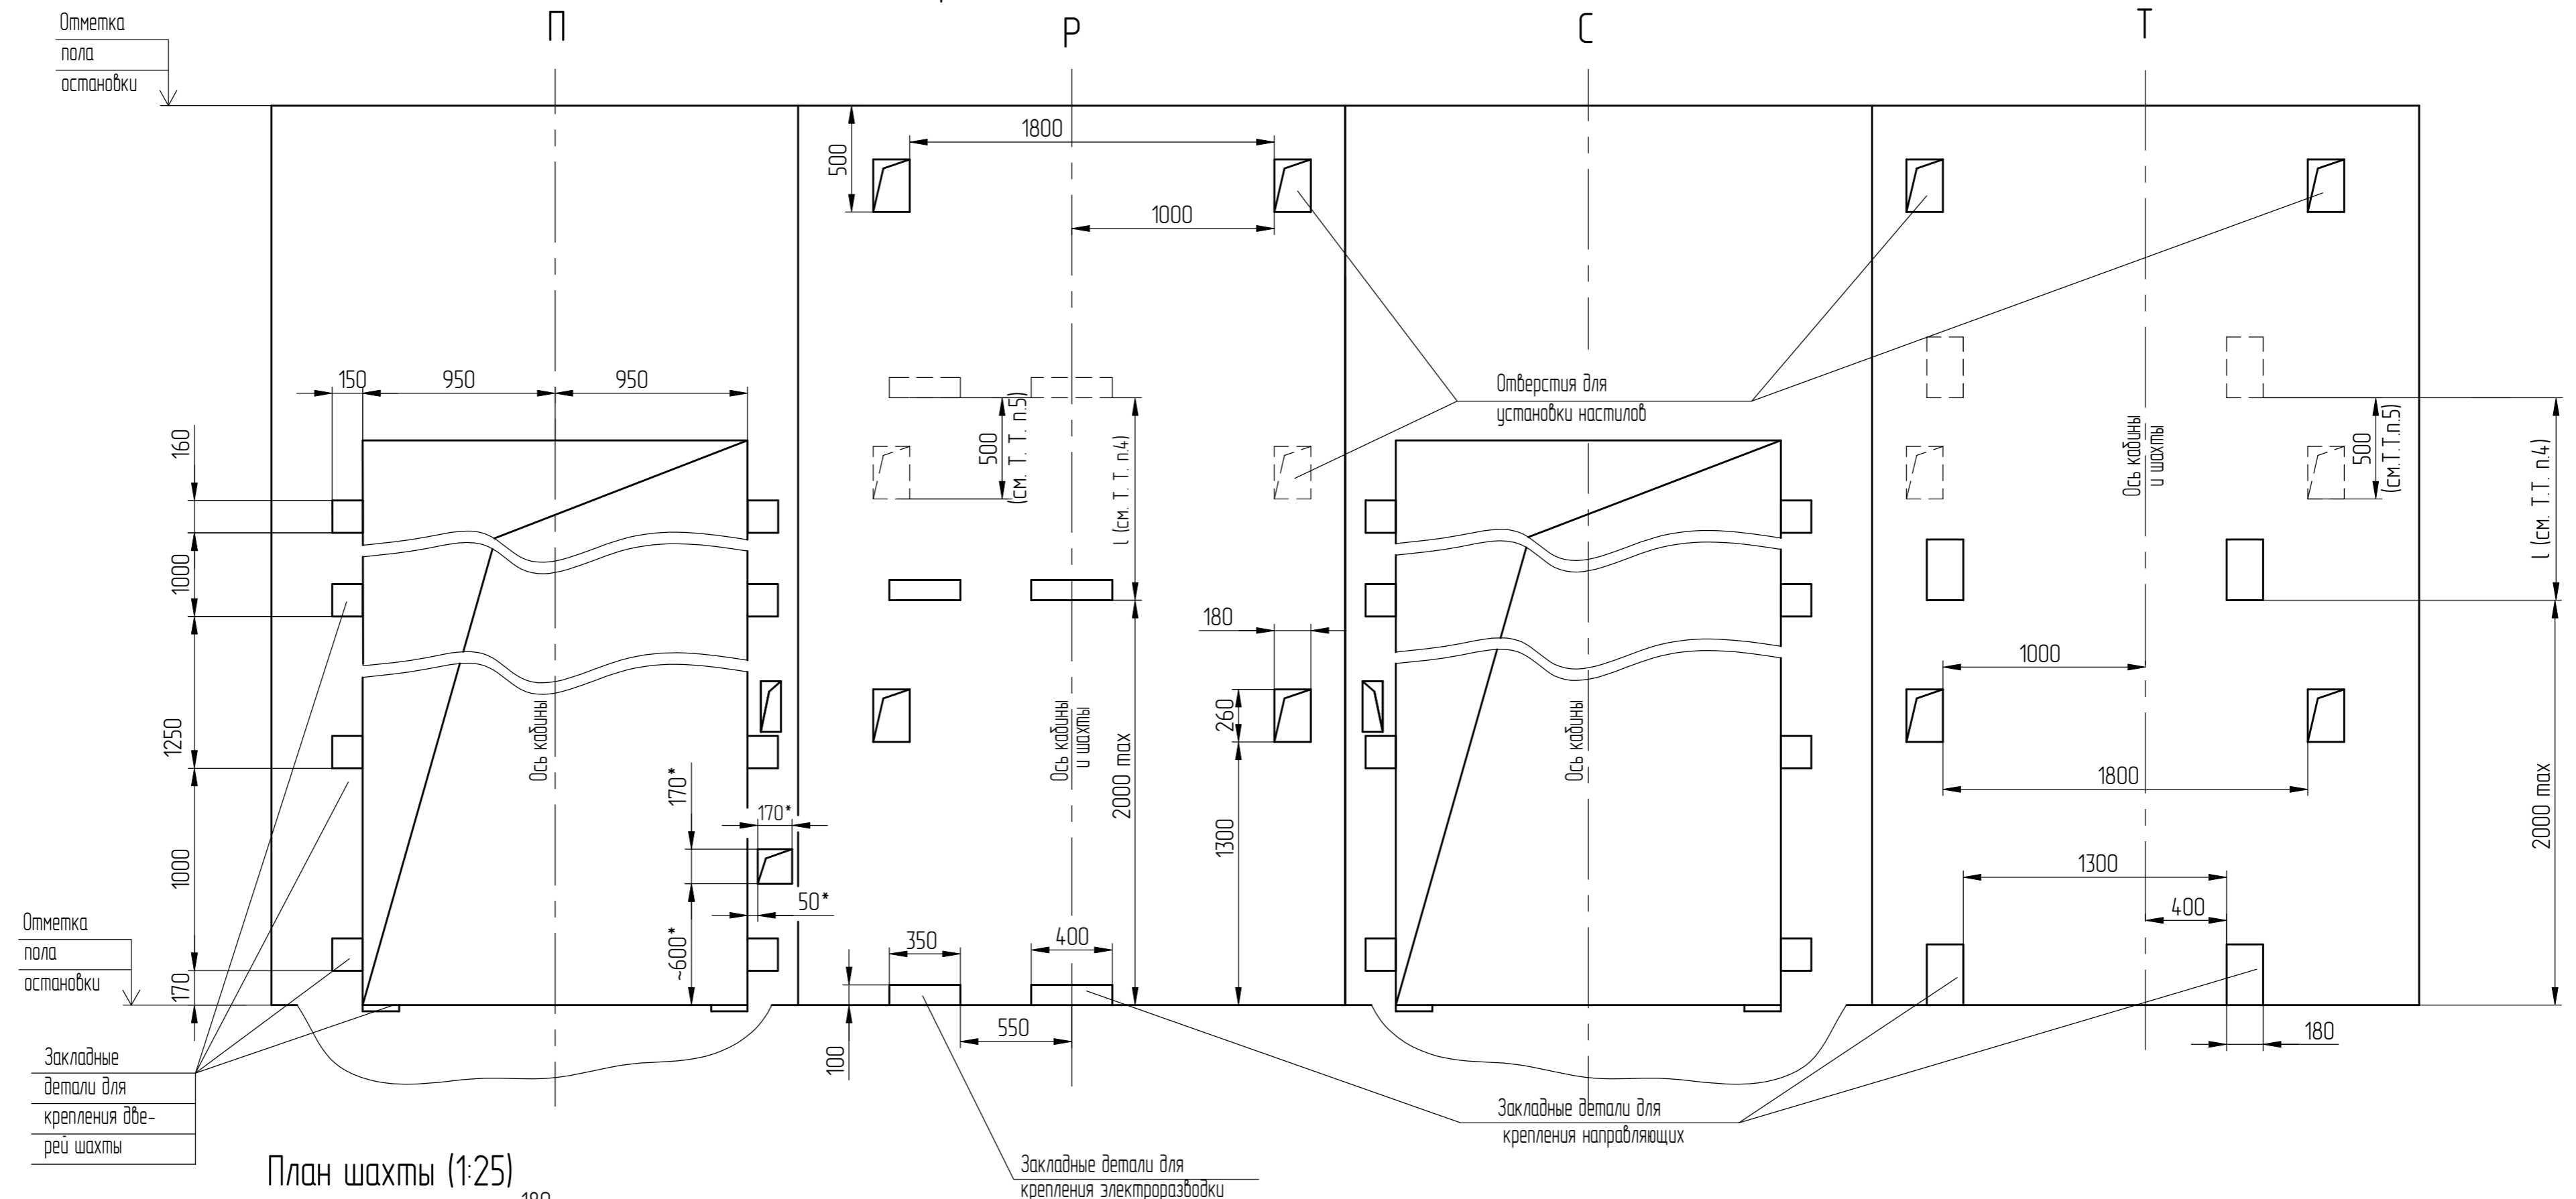 П
Р
С
Т
Отметка
пола
остановки
1800
500
1000
150
950
950
160
1000
1250
1000
170
Отметка
пола
остановки
Закладные
детали для
крепления две-
рей шахты
Ось кабины
170*
170*
50*
~600*
500
(см. Т. Т. п.5)
l (см. Т. Т. п.4)
Ось кабины
и шахты
2000 max
180
260
1300
350
400
550
100
Отверстия для
установки настилов
Ось кабины
Ось кабины
и шахты
500
(см.Т.Т.п.5)
l (см. Т.Т. п.4)
1000
1800
2000 max
1300
400
180
Закладные детали для
крепления направляющих
Закладные детали для
крепления электроразводки
План шахты (1:25)
180